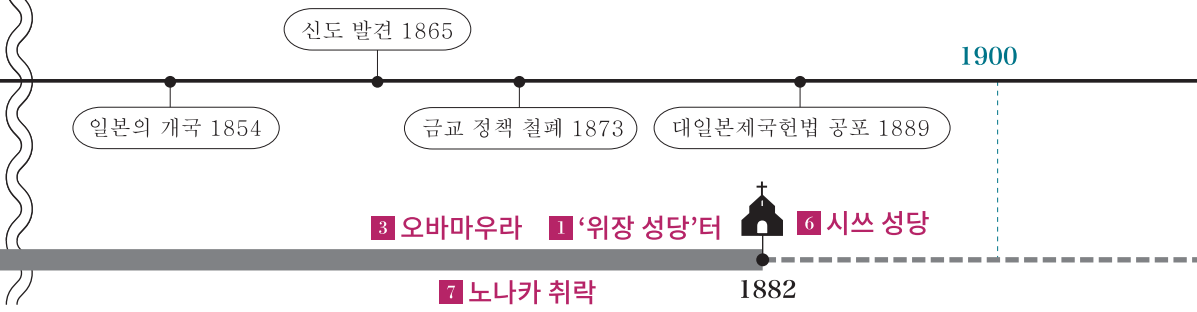 신도 발견 1865
1900
일본의 개국 1854
금교 정책 철폐 1873
대일본제국헌법 공포 1889
3 오바마우라
1 ‘위장 성당’터
6 시쓰 성당
7 노나카 취락
1882